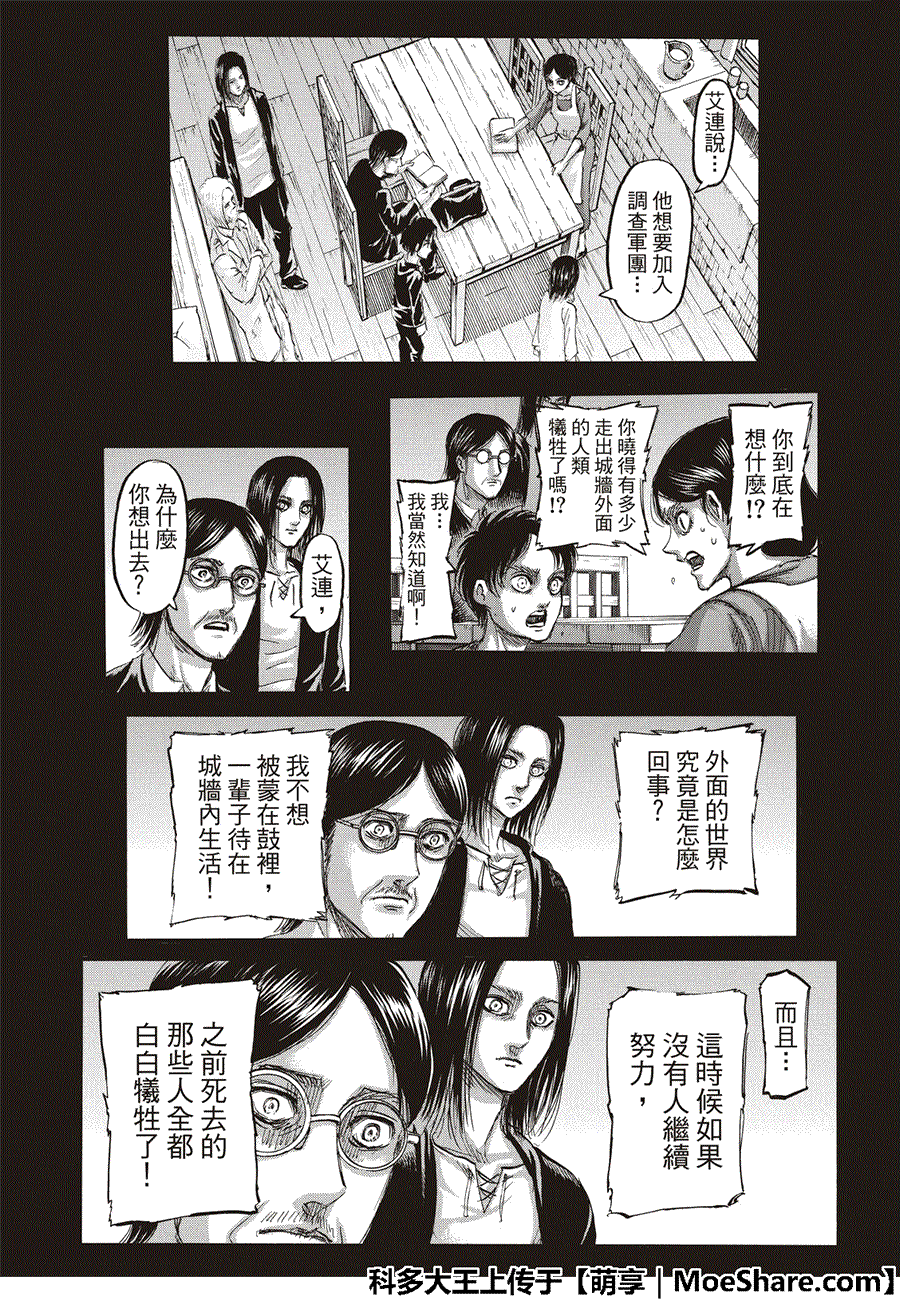 艾連說…
他想要加入
調查軍團…
你到底在
想什麼!?
你曉得有多少
走出城牆外面
的人類
犧牲了嗎!?
我…
我當然知道啊！
艾連，
為什麼
你想出去？
外面的世界
究竟是怎麼
回事？
我不想
被蒙在鼓裡，
一輩子待在
城牆內生活！
而且…
這時候如果
沒有人繼續
努力，
之前死去的
那些人全都
白白犧牲了！
科多大王上传于【萌享｜MoeShare.com】